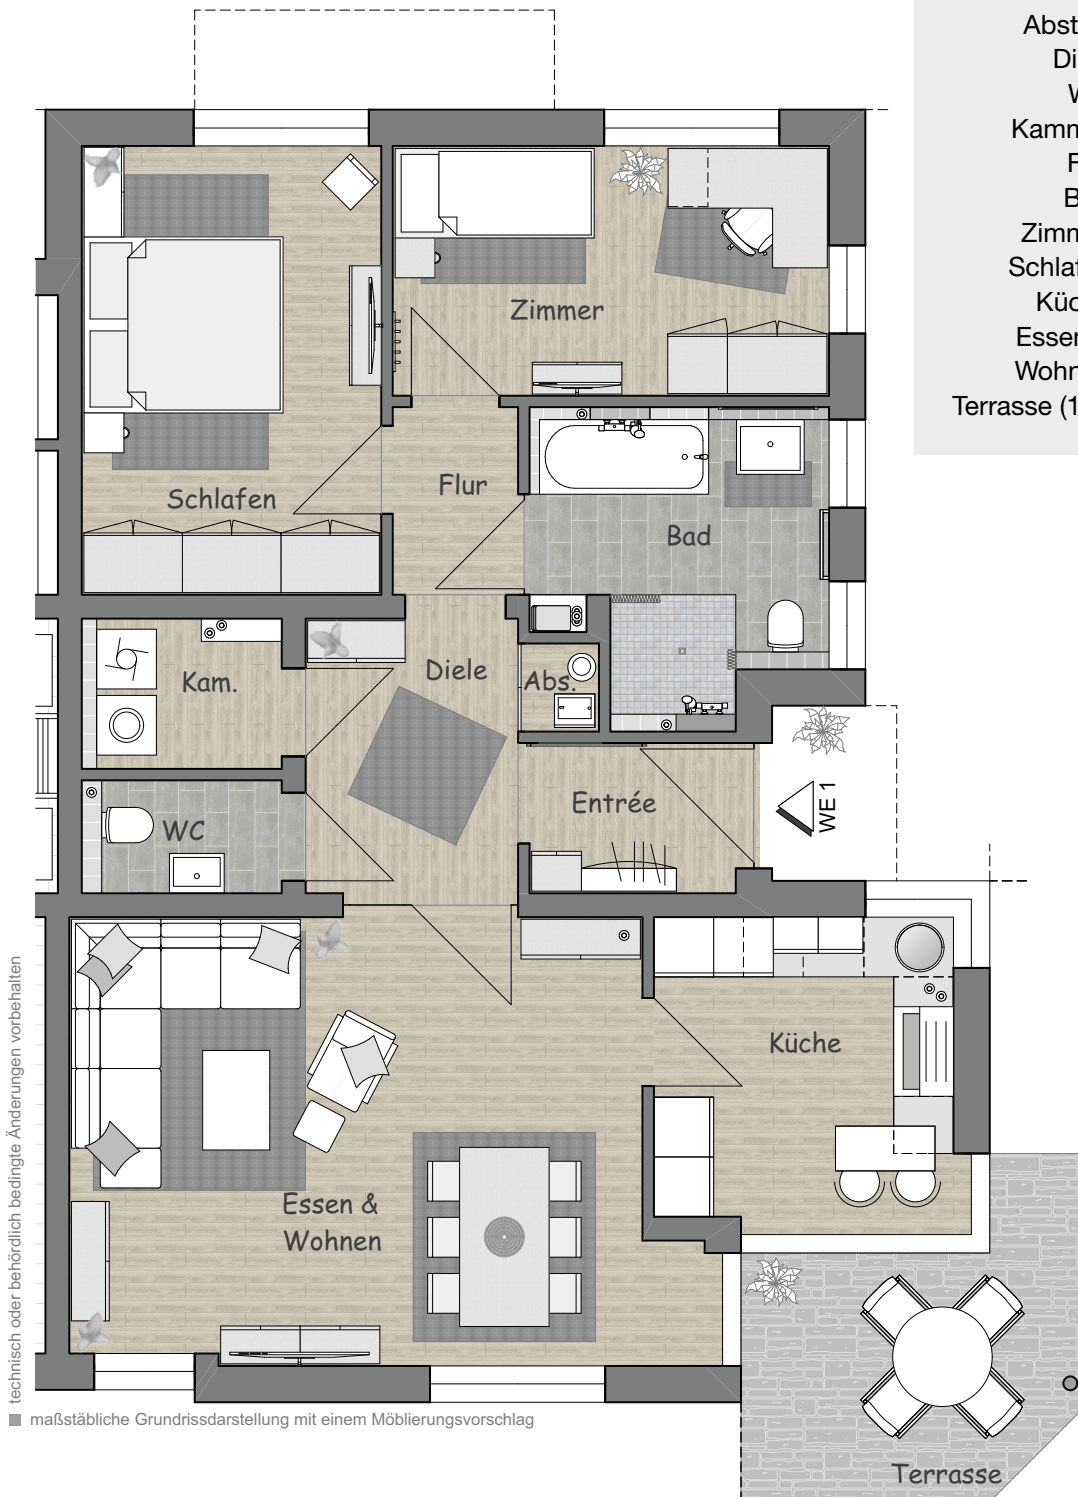 Abst
Di
W
Kamm
F
B
Zimm
Schlaf
Küc
Essen
Wohn
Terrasse (1
Zimmer
Schlafen
Flur
Bad
Kam.
Diele
Abs.
WC
Entrée
WE 1
Küche
Essen &
Wohnen
Terrasse
technisch oder behördlich bedingte Änderungen vorbehalten
maßstäbliche Grundrissdarstellung mit einem Möblierungsvorschlag